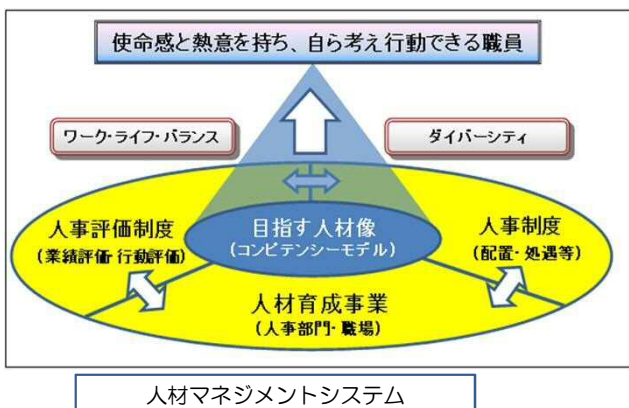 使命感と熱意を持ち、自ら考え行動できる職員
ワーク・ライフ・バランス
ダイバーシティ
人事評価制度
(業績評価・行動評価)
目指す人材像
(コンピテンシーモデル)
人事制度
(配置・処遇等)
人材育成事業
(人事部門・職場)
人材マネジメントシステム